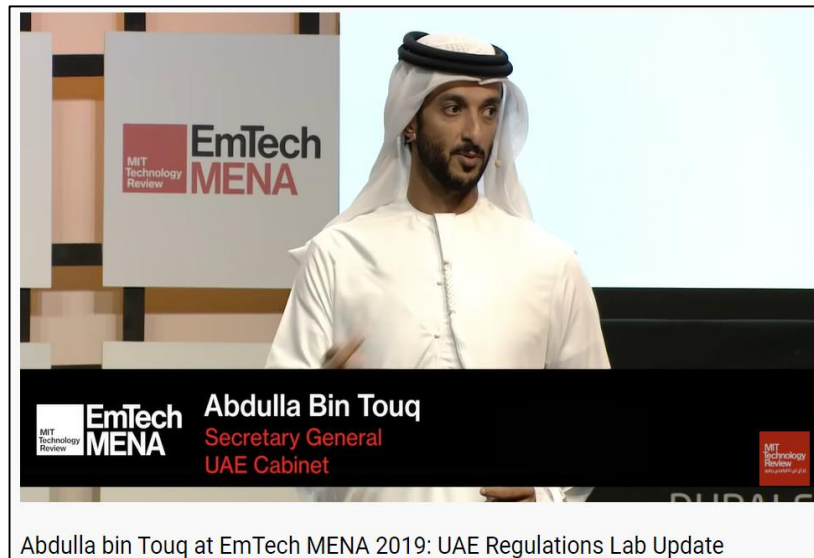 MIT
Technology
Review
EmTech
MENA
MIT
Technology
Review
EmTech
MENA
Abdulla Bin Touq
Secretary General
UAE Cabinet
MIT
Technology
Review
Abdulla bin Touq at EmTech MENA 2019: UAE Regulations Lab Update